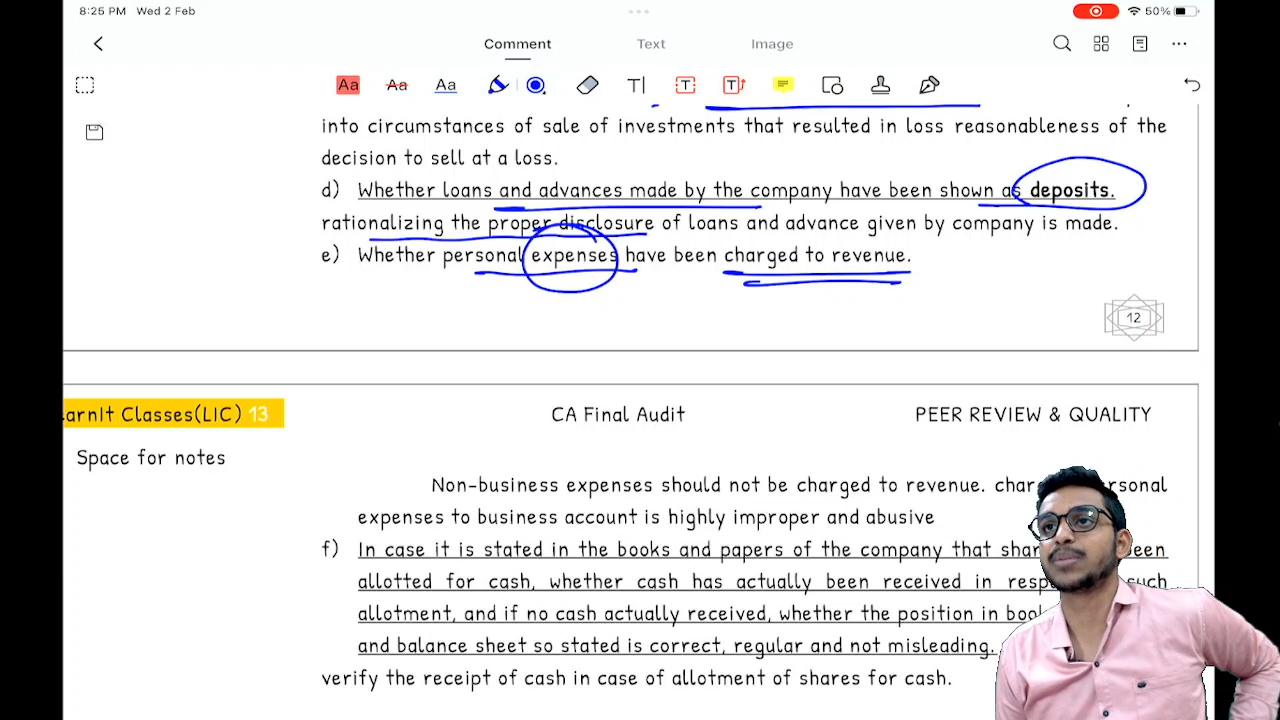 8:25 PM Wed 2 Feb
50%
Comment Text Image
Aa Aa Aa T T T
into circumstances of sale of investments that resulted in loss reasonableness of the
decision to sell at a loss.
d) Whether loans and advances made by the company have been shown as deposits.
rationalizing the proper disclosure of loans and advance given by company is made.
e) Whether personal expenses have been charged to revenue.
12
arnIt Classes(LIC) 13
CA Final Audit
PEER REVIEW & QUALITY
Space for notes
Non-business expenses should not be charged to revenue.
expenses to business account is highly improper and abusive
f) In case it is stated in the books and papers of the company that
allotted for cash, whether cash has actually been received in such
allotment, and if no cash actually received, whether the position in
and balance sheet so stated is correct, regular and not misleading.
verify the receipt of cash in case of allotment of shares for cash.